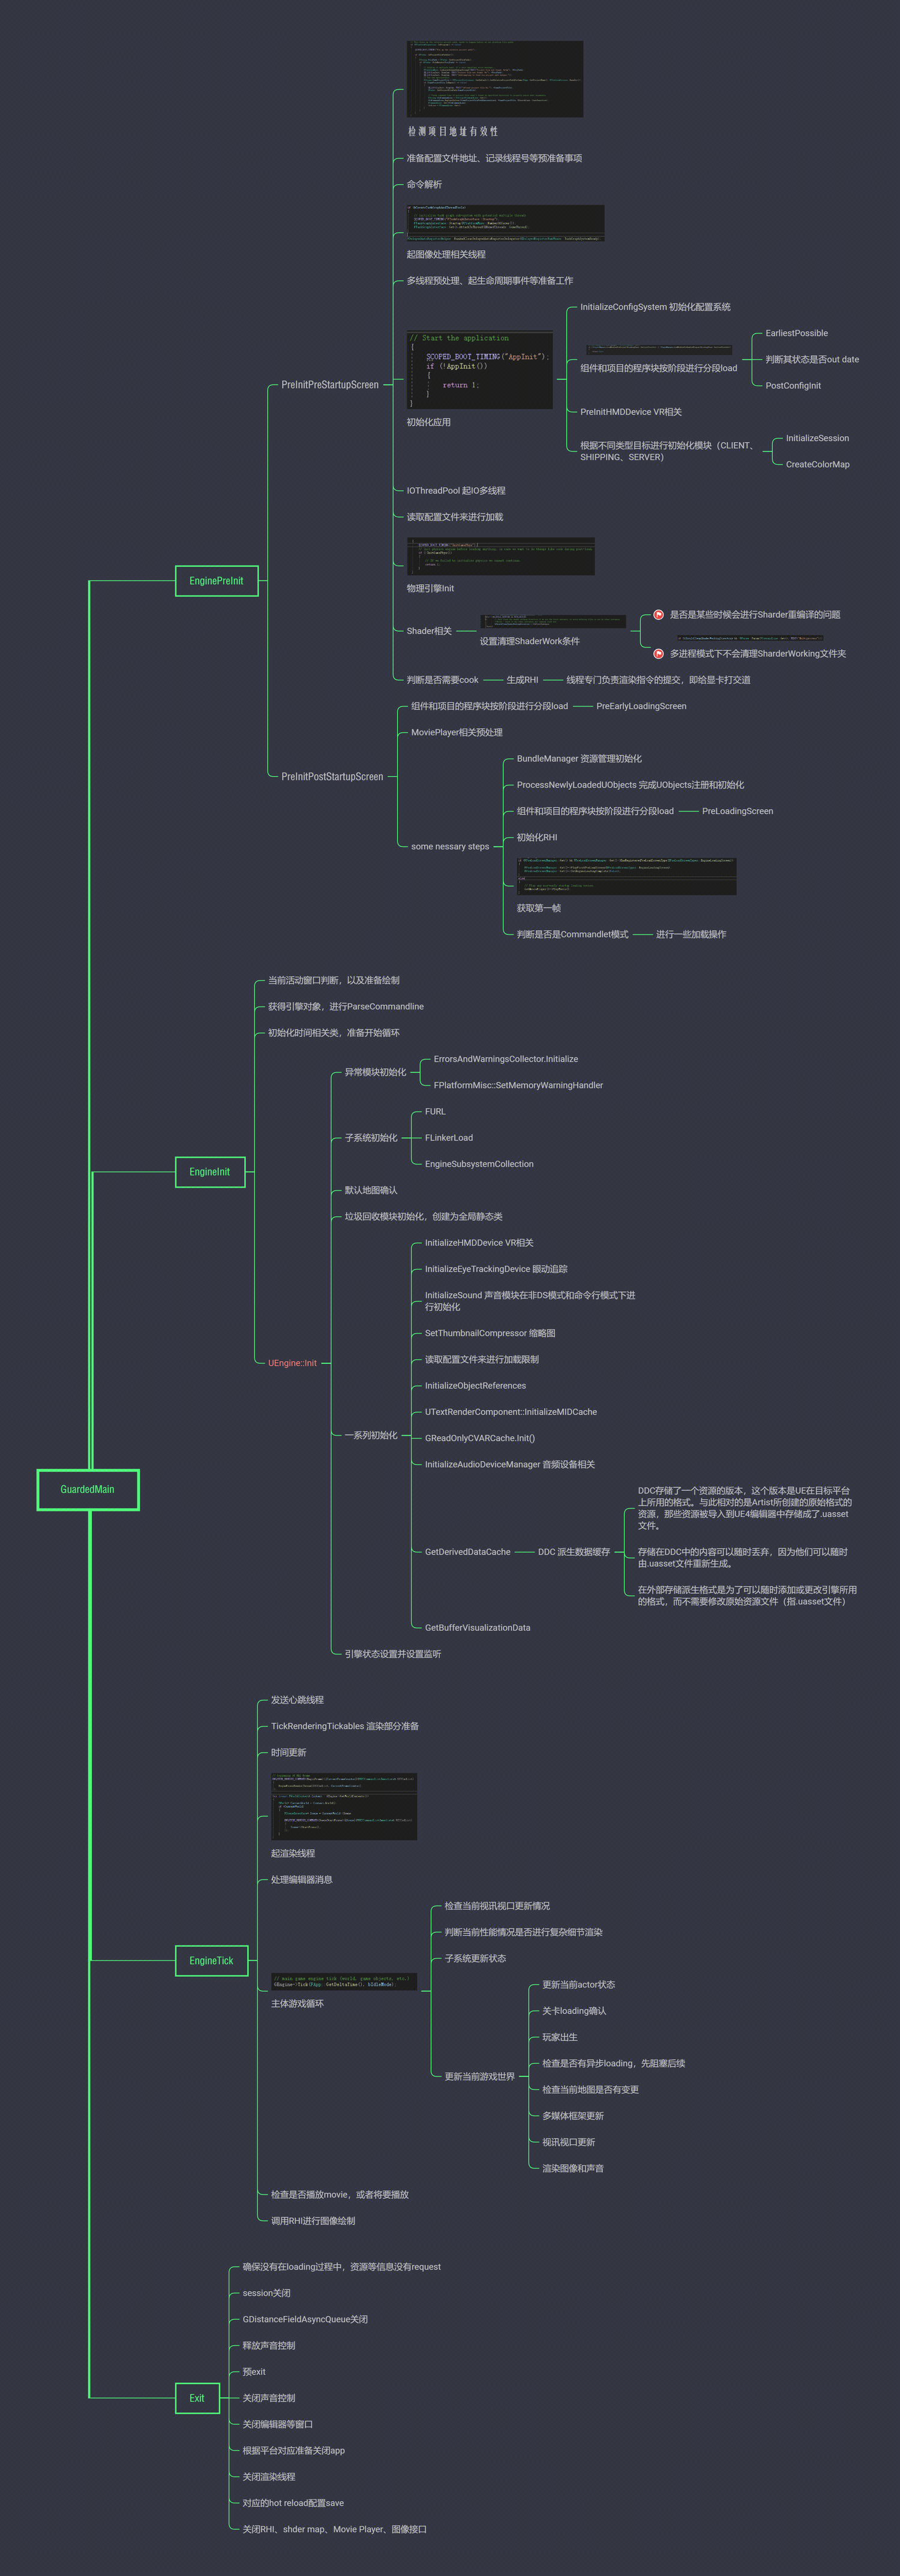 检测项目地址有效性
准备配置文件地址、记录线程号等预准备事项
命令解析
起图像处理相关线程
多线程预处理、起生命周期事件等准备工作
// Start the application
{
SCOPED_BOOT_TIMING("AppInit");
if (!AppInit())
{
return 1;
}
}
初始化应用
InitializeConfigSystem 初始化配置系统
组件和项目的程序块按阶段进行分段load
EarliestPossible
判断其状态是否out date
PostConfigInit
PreInitHMDDevice VR相关
根据不同类型目标进行初始化模块（CLIENT、
SHIPPING、SERVER）
InitializeSession
CreateColorMap
PreInitPreStartupScreen
IOThreadPool 起IO多线程
读取配置文件来进行加载
物理引擎Init
EnginePreInit
Shader相关
设置清理ShaderWork条件
是否是某些时候会进行Sharder重编译的问题
多进程模式下不会清理SharderWorking文件夹
判断是否需要cook
生成RHI
线程专门负责渲染指令的提交，即给显卡打交道
组件和项目的程序块按阶段进行分段load
PreEarlyLoadingScreen
MoviePlayer相关预处理
PreInitPostStartupScreen
BundleManager 资源管理初始化
ProcessNewlyLoadedUObjects 完成UObjects注册和初始化
组件和项目的程序块按阶段进行分段load
PreLoadingScreen
初始化RHI
some nessary steps
获取第一帧
判断是否是Commandlet模式
进行一些加载操作
当前活动窗口判断，以及准备绘制
获得引擎对象，进行ParseCommandline
初始化时间相关类，准备开始循环
异常模块初始化
ErrorsAndWarningsCollector.Initialize
FPlatformMisc::SetMemoryWarningHandler
子系统初始化
FURL
FLinkerLoad
EngineSubsystemCollection
EngineInit
默认地图确认
垃圾回收模块初始化，创建为全局静态类
InitializeHMDDevice VR相关
InitializeEyeTrackingDevice 眼动追踪
InitializeSound 声音模块在非DS模式和命令行模式下进
行初始化
SetThumbnailCompressor 缩略图
读取配置文件来进行加载限制
UEngine::Init
InitializeObjectReferences
UTextRenderComponent::InitializeMIDCache
一系列初始化
GReadOnlyCVARCache.Init()
InitializeAudioDeviceManager 音频设备相关
GuardedMain
GetDerivedDataCache
DDC 派生数据缓存
DDC存储了一个资源的版本，这个版本是UE在目标平台
上所用的格式。与此相对的是Artist所创建的原始格式的
资源，那些资源被导入到UE4编辑器中存储成了.uasset
文件。
存储在DDC中的内容可以随时丢弃，因为他们可以随时
由.uasset文件重新生成。
在外部存储派生格式是为了可以随时添加或更改引擎所用
的格式，而不需要修改原始资源文件（指.uasset文件）
GetBufferVisualizationData
引擎状态设置并设置监听
发送心跳线程
TickRenderingTickables 渲染部分准备
时间更新
起渲染线程
处理编辑器消息
EngineTick
// main game engine tick (world, game objects, etc.)
GEngine->Tick(FApp::GetDeltaTime(), bIdleMode);
主体游戏循环
检查当前视讯视口更新情况
判断当前性能情况是否进行复杂细节渲染
子系统更新状态
更新当前游戏世界
更新当前actor状态
关卡loading确认
玩家出生
检查是否有异步loading，先阻塞后续
检查当前地图是否有变更
多媒体框架更新
视讯视口更新
渲染图像和声音
检查是否播放movie，或者将要播放
调用RHI进行图像绘制
确保没有在loading过程中，资源等信息没有request
session关闭
GDistanceFieldAsyncQueue关闭
释放声音控制
预exit
Exit
关闭声音控制
关闭编辑器等窗口
根据平台对应准备关闭app
关闭渲染线程
对应的hot reload配置save
关闭RHI、shder map、Movie Player、图像接口